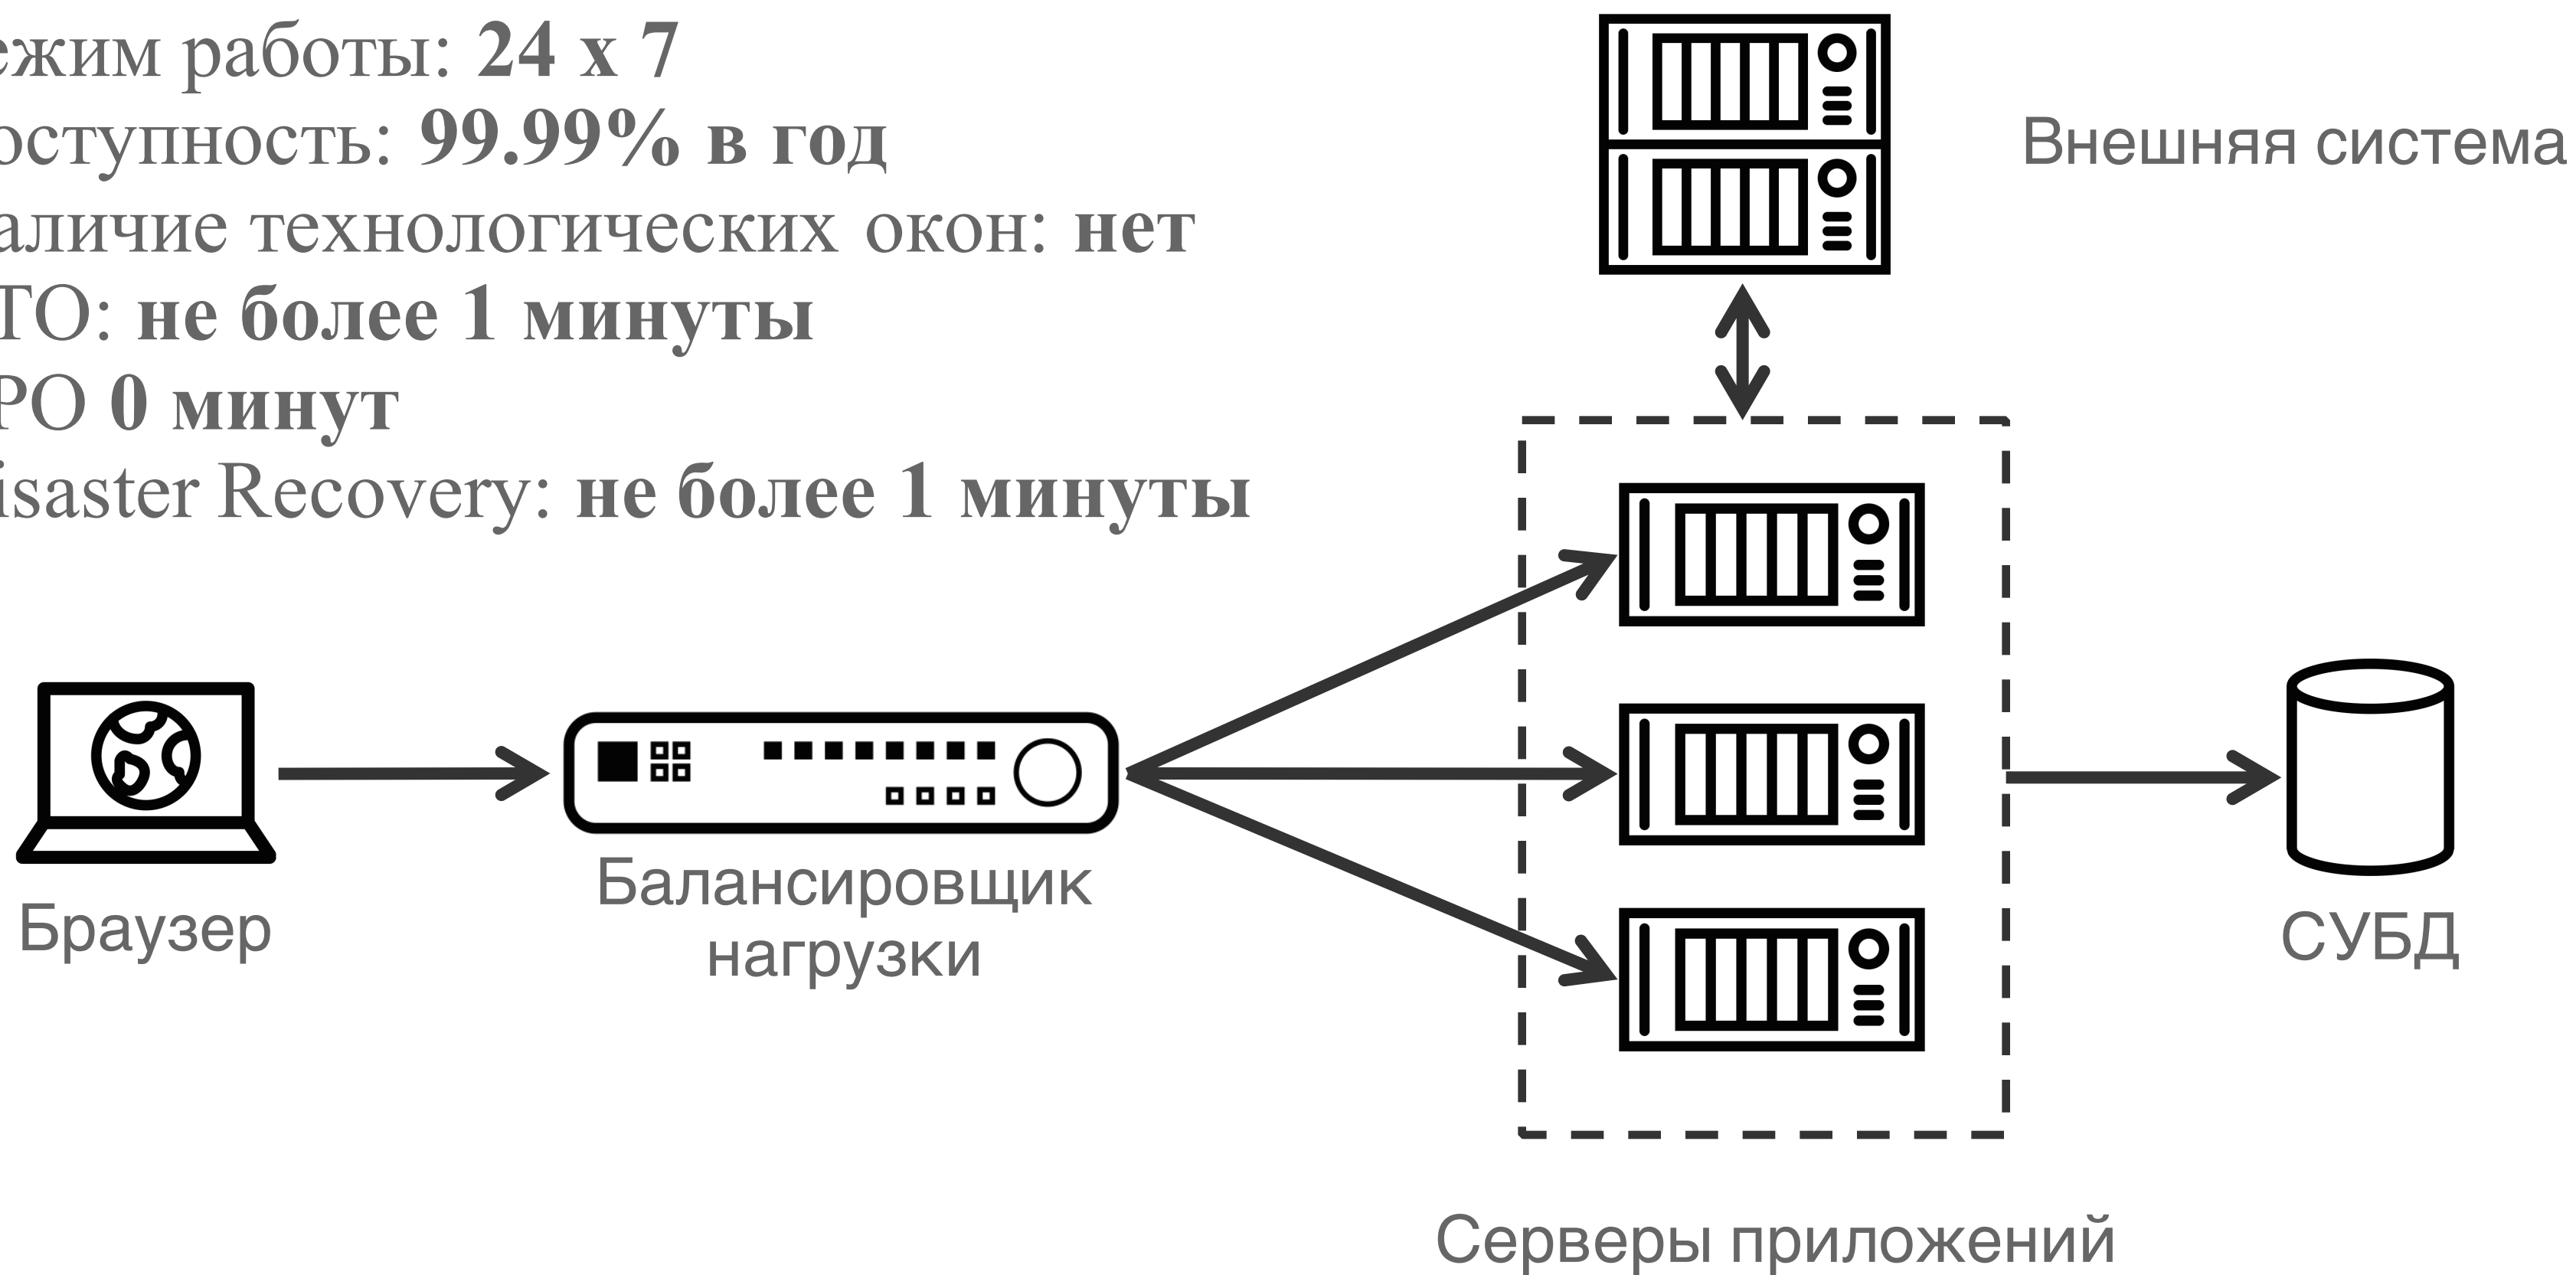 ежим работы: 24 x 7
оступность: 99.99% в год
аличие технологических окон: нет
ТО: не более 1 минуты
РО 0 минут
isaster Recovery: не более 1 минуты
Внешняя система
Браузер
Балансировщик
нагрузки
СУБД
Серверы приложений